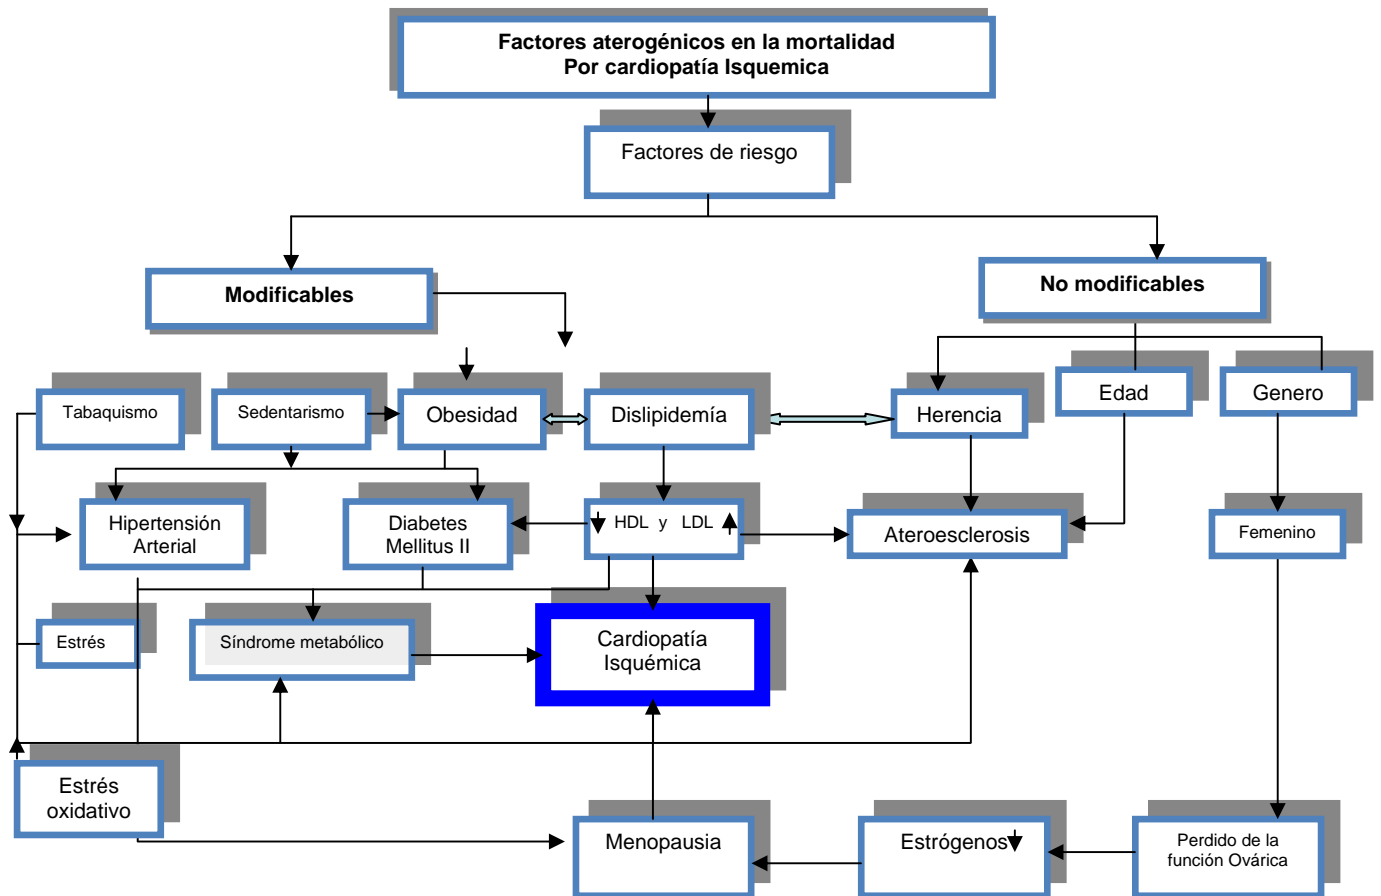 Factores aterogénicos en la mortalidad
Por cardiopatía Isquemica
Factores de riesgo
Modificables
No modificables
Tabaquismo
Sedentarismo
Obesidad
Dislipidemía
Herencia
Edad
Genero
Hipertensión
Arterial
Diabetes
Mellitus II
HDL y LDL
Ateroesclerosis
Femenino
Estrés
Síndrome metabólico
Cardiopatía
Isquémica
Estrés
oxidativo
Menopausia
Estrógenos
Perdido de la
función Ovárica